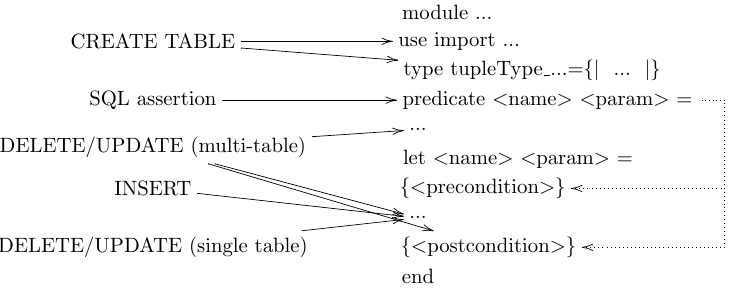 module ...
CREATE TABLE
use import ...
type tupleType_...={| ... |}
SQL assertion
predicate <name> <param> =
...
DELETE/UPDATE (multi-table)
let <name> <param> =
INSERT
{<precondition>}
...
DELETE/UPDATE (single table)
{<postcondition>}
end